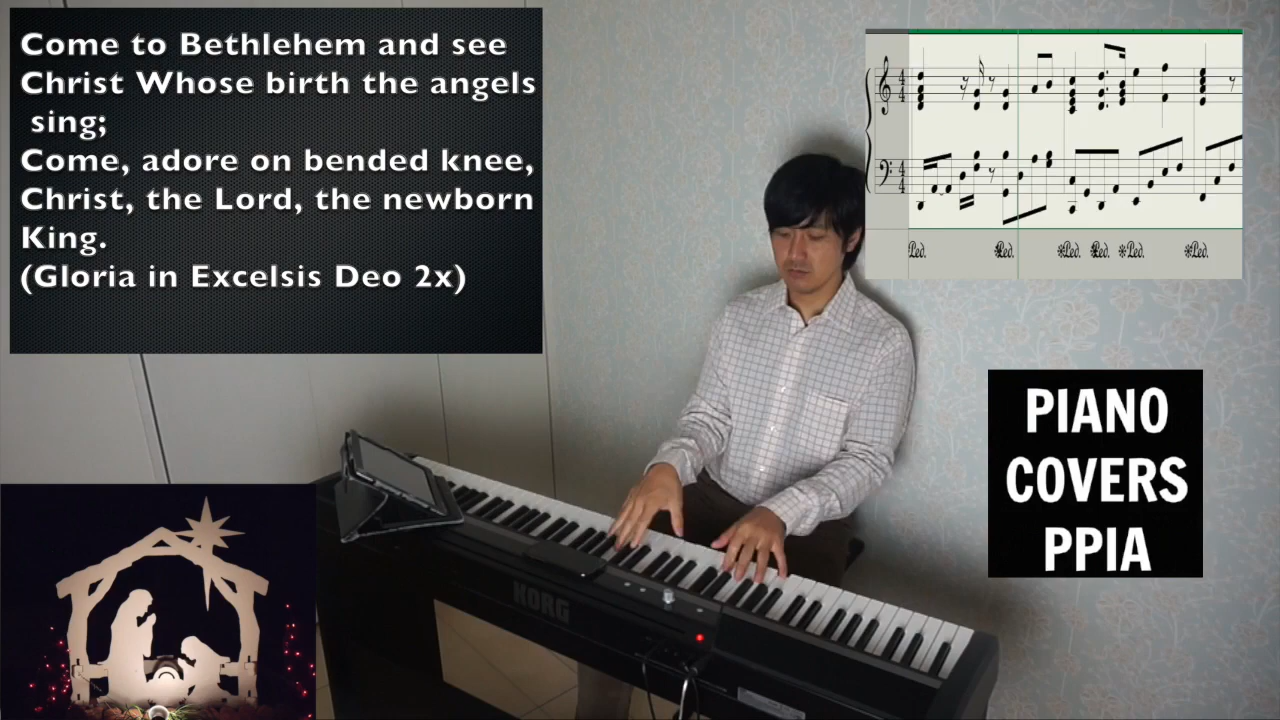 Come to Bethlehem and see
Christ Whose birth the angels
sing;
Come, adore on bended knee,
Christ, the Lord, the newborn
King.
(Gloria in Excelsis Deo 2x)
PIANO
COVERS
PPIA
KORG